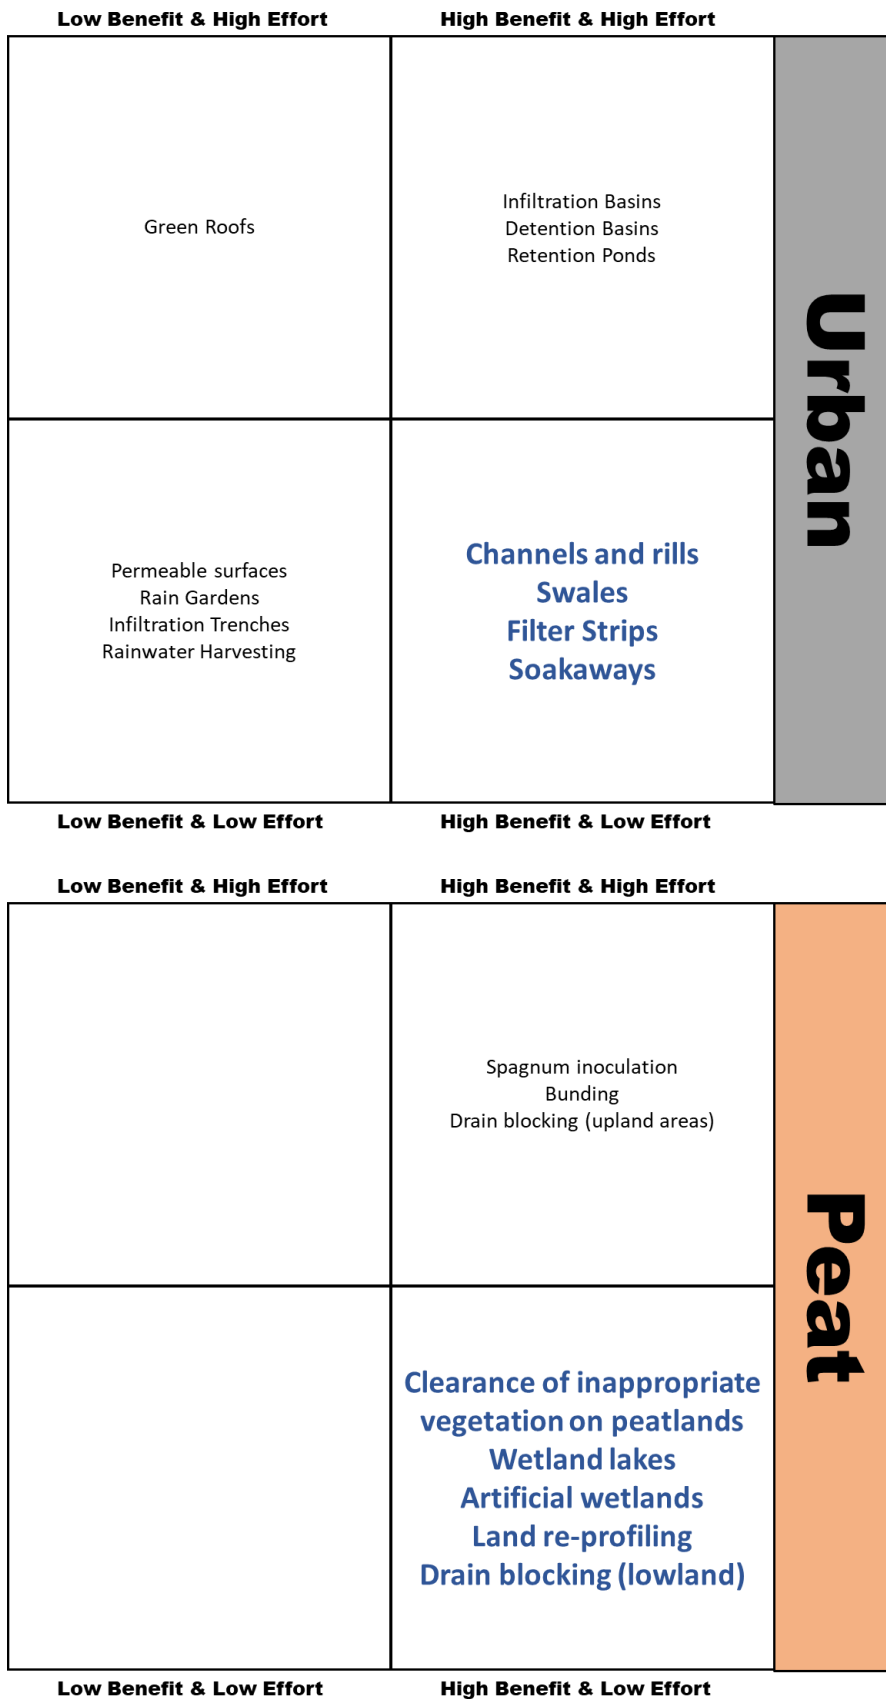 Low Benefit & High Effort
High Benefit & High Effort
Green Roofs
Infiltration Basins
Detention Basins
Retention Ponds
Urban
Permeable surfaces
Rain Gardens
Infiltration Trenches
Rainwater Harvesting
Channels and rills
Swales
Filter Strips
Soakaways
Low Benefit & Low Effort
High Benefit & Low Effort
Low Benefit & High Effort
High Benefit & High Effort
Spagnum inoculation
Bunding
Drain blocking (upland areas)
Peat
Clearance of inappropriate
vegetation on peatlands
Wetland lakes
Artificial wetlands
Land re-profiling
Drain blocking (lowland)
Low Benefit & Low Effort
High Benefit & Low Effort